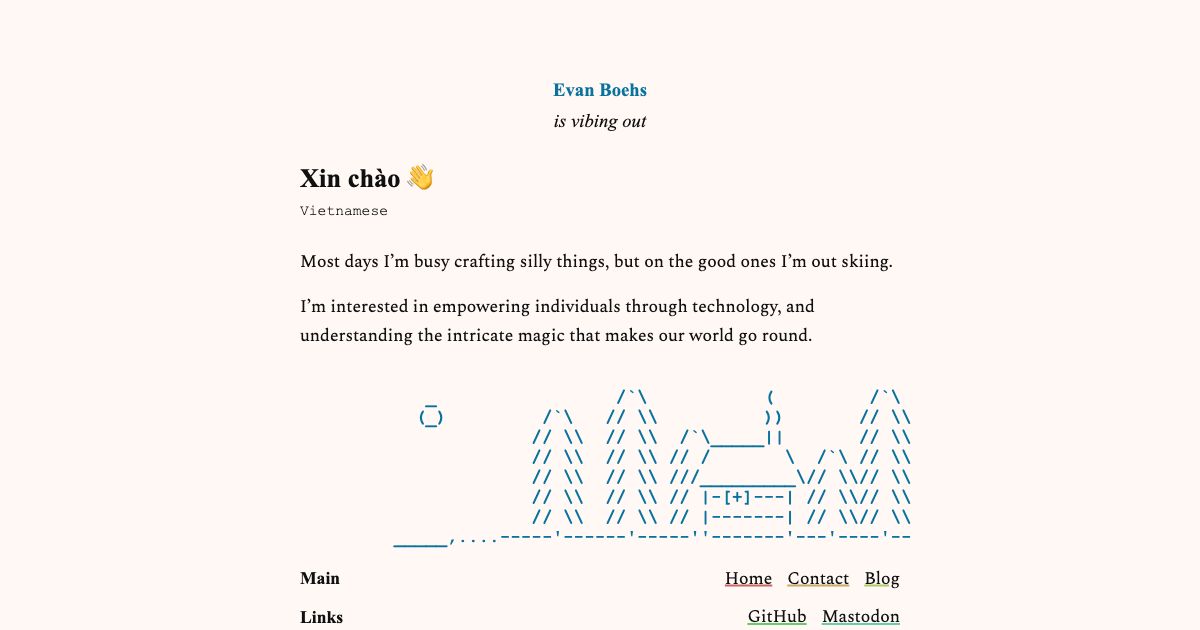 Evan Boehs
is vibing out
Xin chào 👋
Vietnamese
Most days I’m busy crafting silly things, but on the good ones I’m out skiing.
I’m interested in empowering individuals through technology, and
understanding the intricate magic that makes our world go round.
Main Home Contact Blog
Links GitHub Mastodon